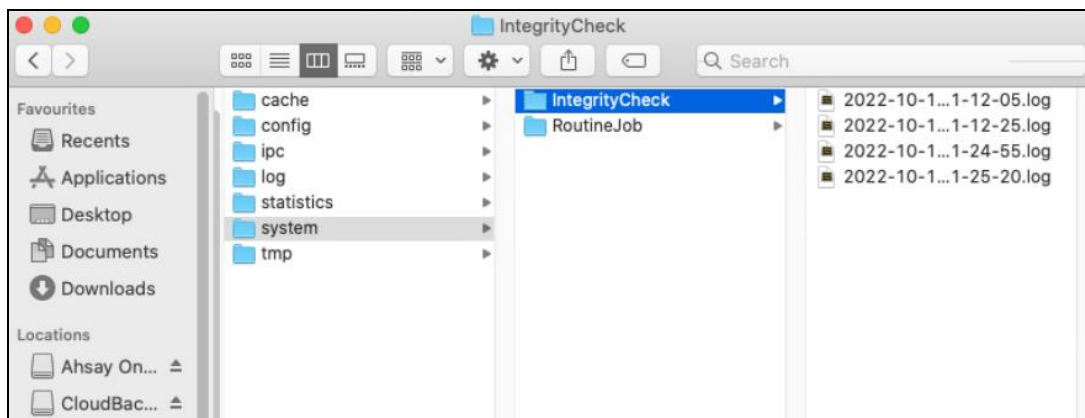 IntegrityCheck
Search
Favourites
Recents
Applications
Desktop
Documents
Downloads
Locations
Ahsay On...
CloudBac...
cache
config
ipc
log
statistics
system
tmp
IntegrityCheck
RoutineJob
2022-10-1...1-12-05.log
2022-10-1...1-12-25.log
2022-10-1...1-24-55.log
2022-10-1...1-25-20.log